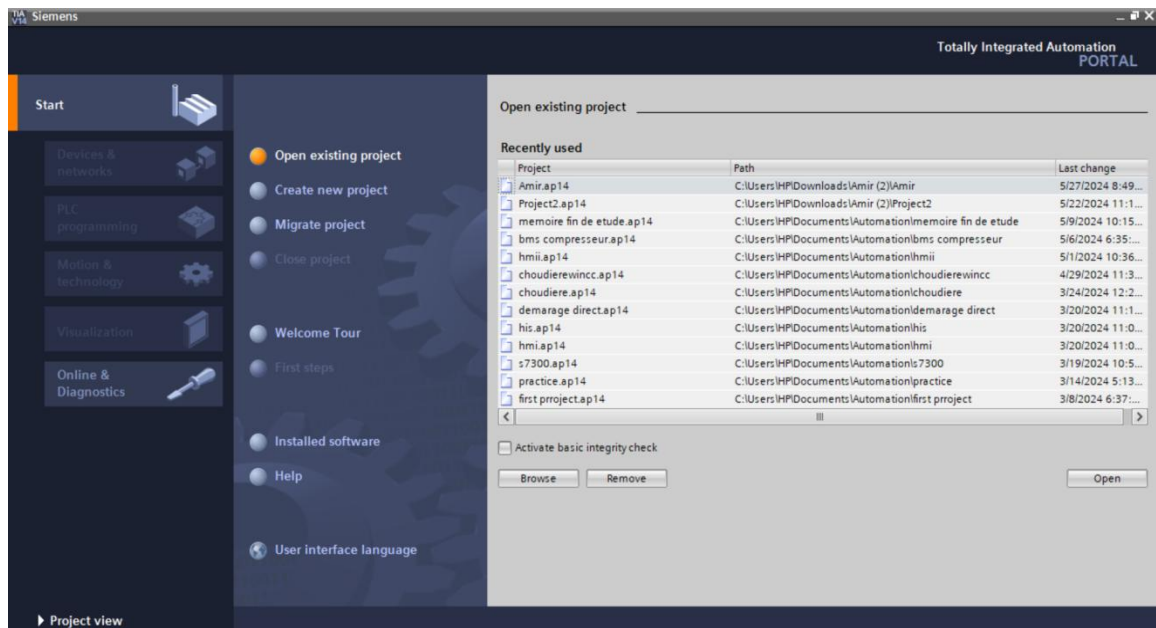 TIA V14 Siemens
Totally Integrated Automation
PORTAL
Start
Devices & networks
PLC programming
Motion & technology
Visualization
Online & Diagnostics
Project view
Open existing project
Create new project
Migrate project
Close project
Welcome Tour
First steps
Installed software
Help
User interface language
Open existing project
Recently used
Project Path Last change
Amir.ap14 C:\Users\HP\Downloads\Amir (2)\Amir 5/27/2024 8:49...
Project2.ap14 C:\Users\HP\Downloads\Amir (2)\Project2 5/22/2024 11:1...
memoire fin de etude.ap14 C:\Users\HP\Documents\Automation\memoire fin de etude 5/9/2024 10:15...
bms compresseur.ap14 C:\Users\HP\Documents\Automation\bms compresseur 5/6/2024 6:35:...
hmii.ap14 C:\Users\HP\Documents\Automation\hmii 5/1/2024 10:36...
choudierewincc.ap14 C:\Users\HP\Documents\Automation\choudierewincc 4/29/2024 11:3...
choudiere.ap14 C:\Users\HP\Documents\Automation\choudiere 3/24/2024 12:2...
demarage direct.ap14 C:\Users\HP\Documents\Automation\demarage direct 3/20/2024 11:1...
his.ap14 C:\Users\HP\Documents\Automation\his 3/20/2024 11:0...
hmi.ap14 C:\Users\HP\Documents\Automation\hmi 3/20/2024 11:0...
s7300.ap14 C:\Users\HP\Documents\Automation\s7300 3/19/2024 10:5...
practice.ap14 C:\Users\HP\Documents\Automation\practice 3/14/2024 5:13...
first prroject.ap14 C:\Users\HP\Documents\Automation\first prroject 3/8/2024 6:37:...
Activate basic integrity check
Browse Remove Open